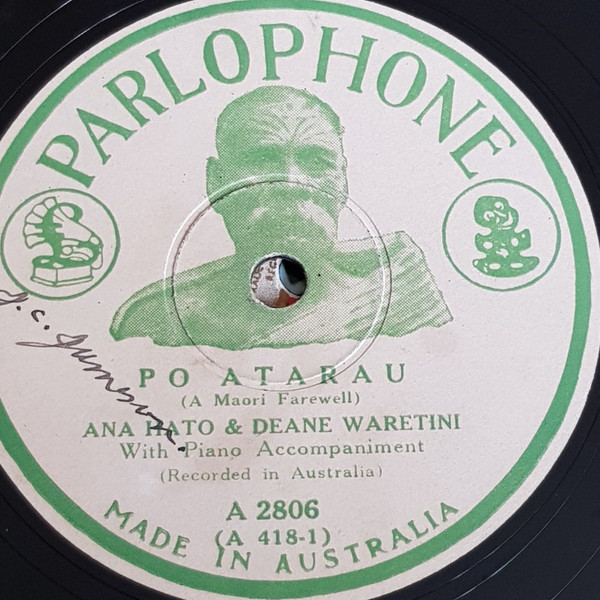 PARLOPHONE
PO ATARAU
(A Maori Farewell)
ANA HATO & DEANE WARETINI
With Piano Accompaniment
(Recorded in Australia)
A 2806
(A 418-1)
MADE IN AUSTRALIA
J. C. Jameson.